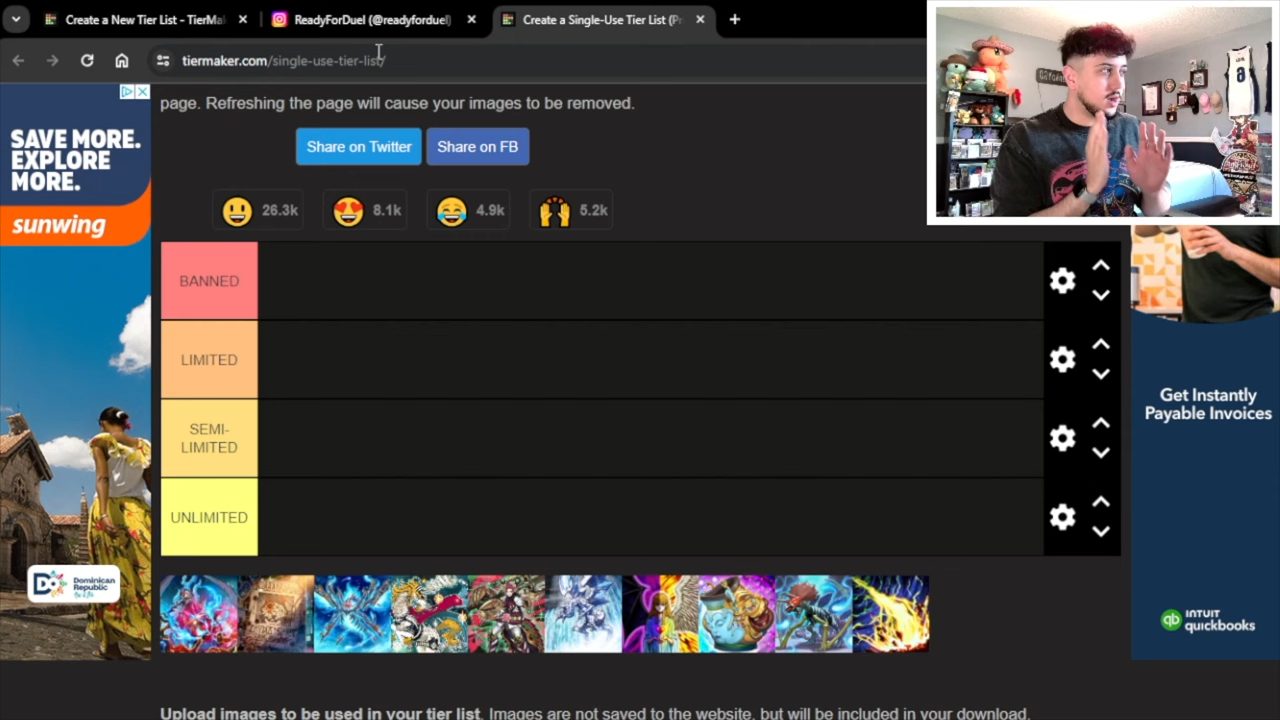 Create a New Tier List - TierMa
ReadyForDuel (@readyforduel)
Create a Single-Use Tier List (Pr
tiermaker.com/single-use-tier-list/
page. Refreshing the page will cause your images to be removed.
Share on Twitter
Share on FB
26.3k
8.1k
4.9k
5.2k
SAVE MORE.
EXPLORE
MORE.
sunwing
Dominican
Republic
BANNED
LIMITED
SEMI-
LIMITED
UNLIMITED
Get Instantly
Payable Invoices
INTUIT
quickbooks
Upload images to be used in your tier list. Images are not saved to the website, but will be included in your download.